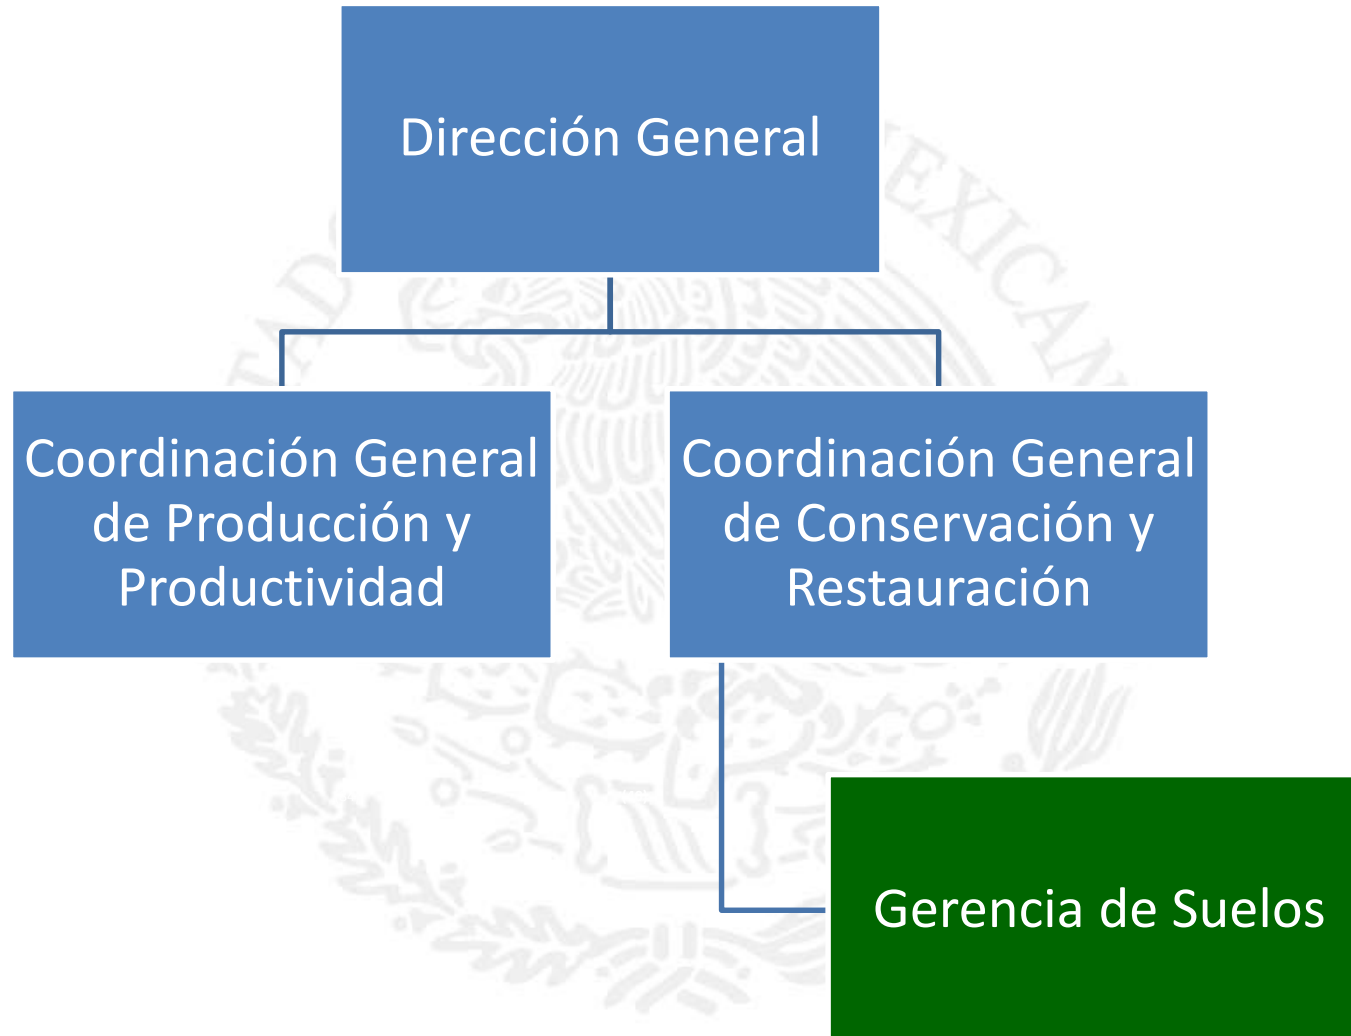 Dirección General
Coordinación General
de Producción y
Productividad
Coordinación General
de Conservación y
Restauración
Gerencia de Suelos